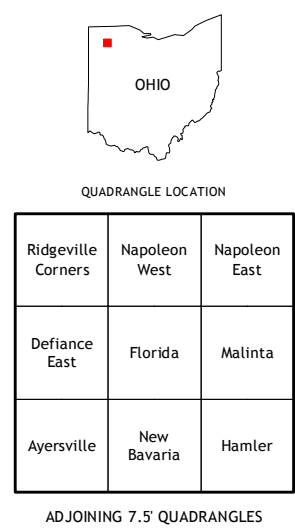 OHIO
QUADRANGLE LOCATION
Ridgeville
Corners
Napoleon
West
Napoleon
East
Defiance
East
Florida
Malinta
Ayersville
New
Bavaria
Hamler
ADJOINING 7.5' QUADRANGLES